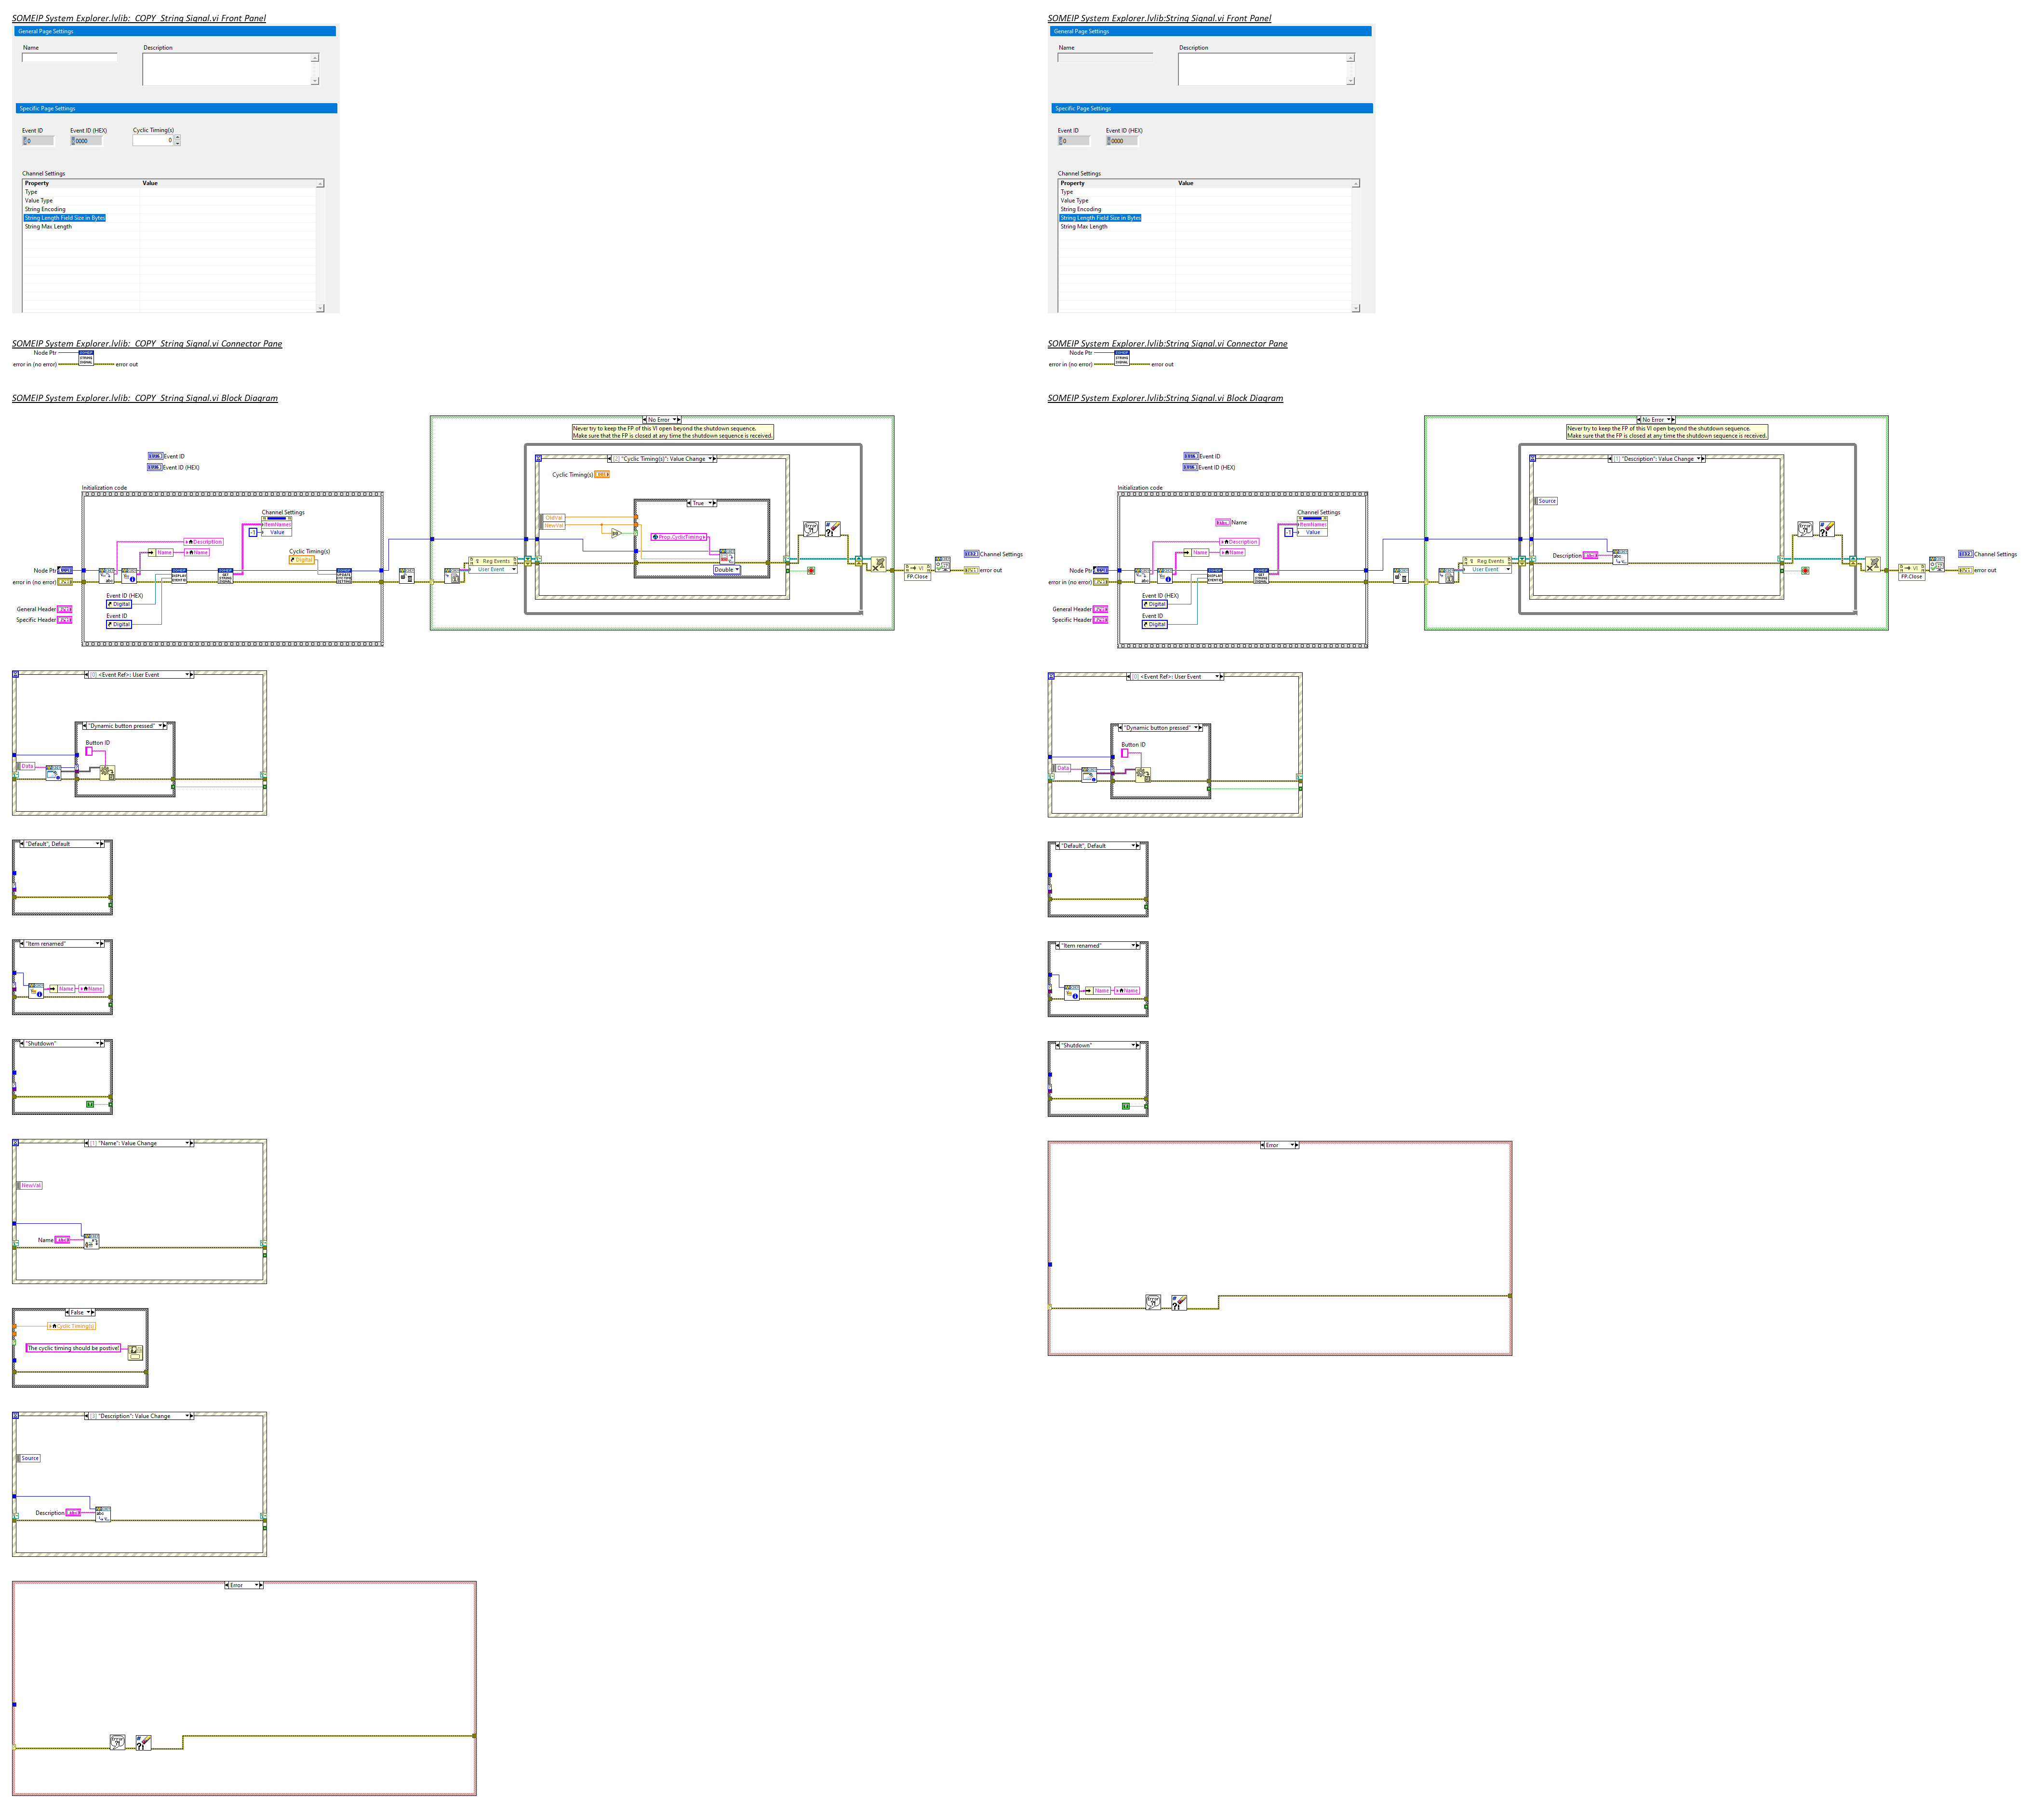 SOMEIP System Explorer.lvlib:_COPY_String Signal.vi Front Panel
General Page Settings
Name
Description
Specific Page Settings
Event ID
Event ID (HEX)
Cyclic Timing(s)
0
0000
0
Channel Settings
Property Value
Type
Value Type
String Encoding
String Length Field Size in Bytes
String Max Length
SOMEIP System Explorer.lvlib:_COPY_String Signal.vi Connector Pane
Node Ptr
error in (no error)
error out
SOMEIP System Explorer.lvlib:_COPY_String Signal.vi Block Diagram
No Error
Never try to keep the FP of this VI open beyond the shutdown sequence.
Make sure that the FP is closed at any time the shutdown sequence is received.
Event ID
Event ID (HEX)
[2] "Cyclic Timing(s)": Value Change
Cyclic Timing(s)
Initialization code
True
Channel Settings
ItemNames
-1
Value
OldVal
NewVal
Description
Name
Name
Prop.CyclicTiming
Cyclic Timing(s)
Digital
Node Ptr
error in (no error)
Reg Events
User Event
Double
VI
FP.Close
Channel Settings
error out
Event ID (HEX)
Digital
Event ID
Digital
General Header
Specific Header
[0] <Event Ref>: User Event
"Dynamic button pressed"
Button ID
Data
"Default", Default
"Item renamed"
Name
Name
"Shutdown"
[1] "Name": Value Change
NewVal
Name
False
Cyclic Timing(s)
The cyclic timing should be postive!
[3] "Description": Value Change
Source
Description
Error
SOMEIP System Explorer.lvlib:String Signal.vi Front Panel
General Page Settings
Name
Description
Specific Page Settings
Event ID
Event ID (HEX)
0
0000
Channel Settings
Property Value
Type
Value Type
String Encoding
String Length Field Size in Bytes
String Max Length
SOMEIP System Explorer.lvlib:String Signal.vi Connector Pane
Node Ptr
error in (no error)
error out
SOMEIP System Explorer.lvlib:String Signal.vi Block Diagram
No Error
Never try to keep the FP of this VI open beyond the shutdown sequence.
Make sure that the FP is closed at any time the shutdown sequence is received.
Event ID
Event ID (HEX)
[1] "Description": Value Change
Initialization code
Source
Channel Settings
ItemNames
-1
Value
Name
Description
Name
Name
Description
Node Ptr
error in (no error)
Reg Events
User Event
VI
FP.Close
Channel Settings
error out
Event ID (HEX)
Digital
Event ID
Digital
General Header
Specific Header
[0] <Event Ref>: User Event
"Dynamic button pressed"
Button ID
Data
"Default", Default
"Item renamed"
Name
Name
"Shutdown"
Error